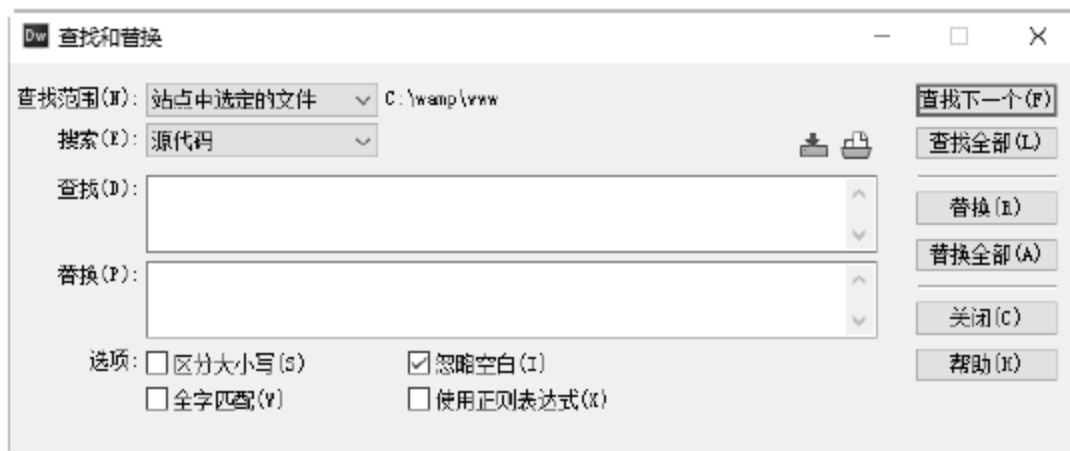 Dw 查找和替换
查找范围(N): 站点中选定的文件 C:\wamp\www 查找下一个(F)
搜索(E): 源代码 查找全部(L)
查找(D):
替换(R)
替换全部(A)
替换(P):
关闭(C)
选项: 区分大小写(S) 忽略空白(I) 帮助(H)
全字匹配(W) 使用正则表达式(X)